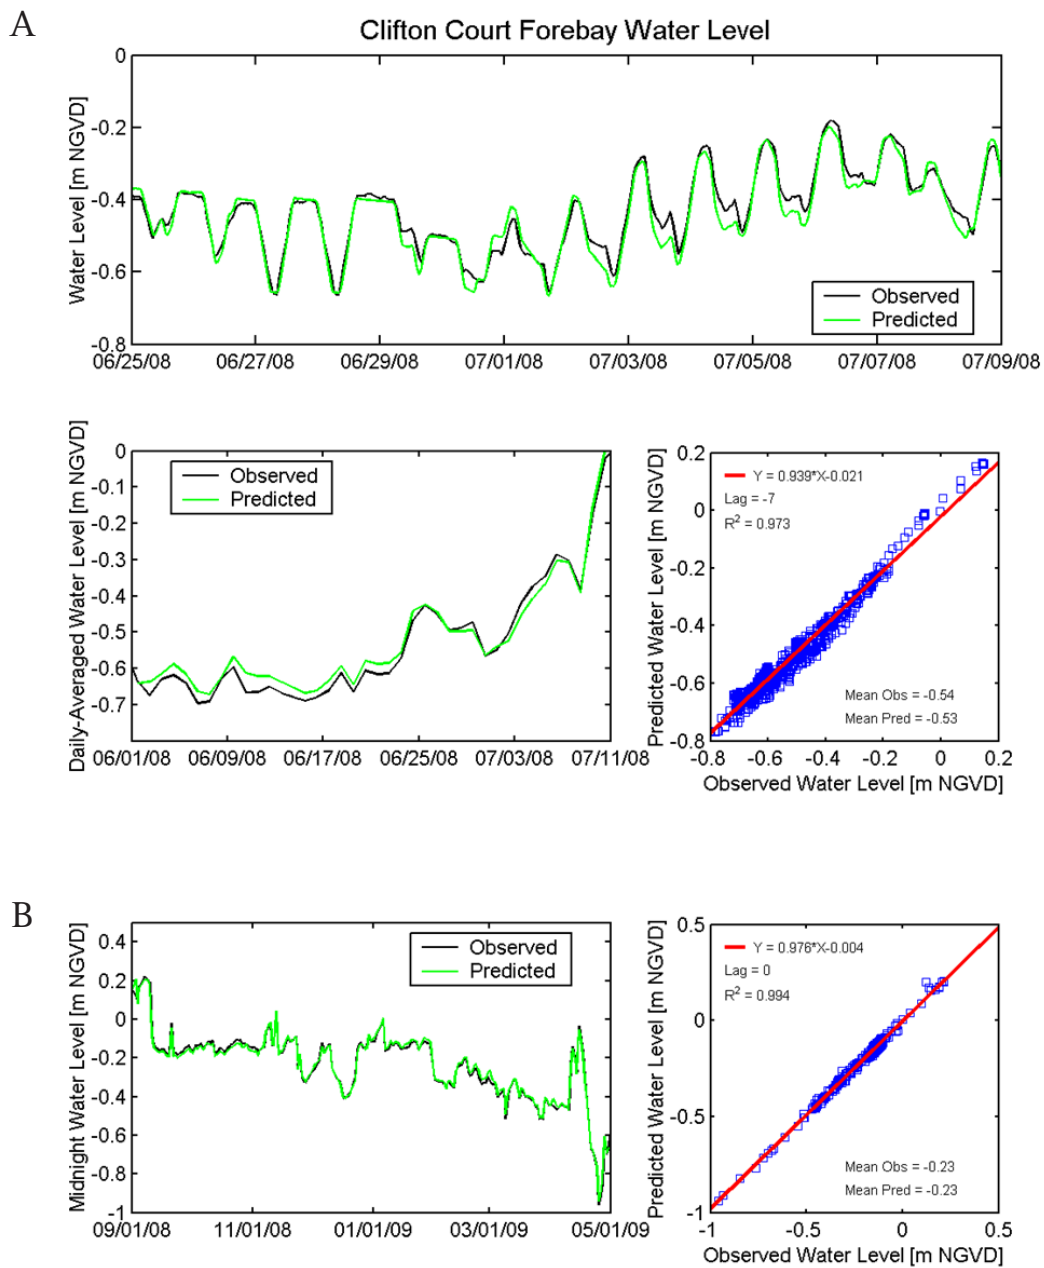 A
Clifton Court Forebay Water Level
Water Level [m NGVD]
0
-0.2
-0.4
-0.6
-0.8
Observed
Predicted
06/25/08 06/27/08 06/29/08 07/01/08 07/03/08 07/05/08 07/07/08 07/09/08
Daily-Averaged Water Level [m NGVD]
0
-0.1
-0.2
-0.3
-0.4
-0.5
-0.6
-0.7
Observed
Predicted
06/01/08 06/09/08 06/17/08 06/25/08 07/03/08 07/11/08
Predicted Water Level [m NGVD]
0.2
0
-0.2
-0.4
-0.6
-0.8
Y = 0.939*X-0.021
Lag = -7
R² = 0.973
Mean Obs = -0.54
Mean Pred = -0.53
-0.8 -0.6 -0.4 -0.2 0 0.2
Observed Water Level [m NGVD]
B
Midnight Water Level [m NGVD]
0.4
0.2
0
-0.2
-0.4
-0.6
-0.8
-1
Observed
Predicted
09/01/08 11/01/08 01/01/09 03/01/09 05/01/09
Predicted Water Level [m NGVD]
0.5
0
-0.5
-1
Y = 0.976*X-0.004
Lag = 0
R² = 0.994
Mean Obs = -0.23
Mean Pred = -0.23
-1 -0.5 0 0.5
Observed Water Level [m NGVD]